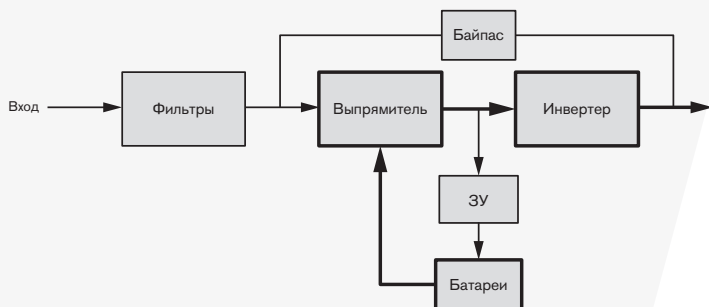 Байпас
Вход
Фильтры
Выпрямитель
Инвертер
ЗУ
Батареи